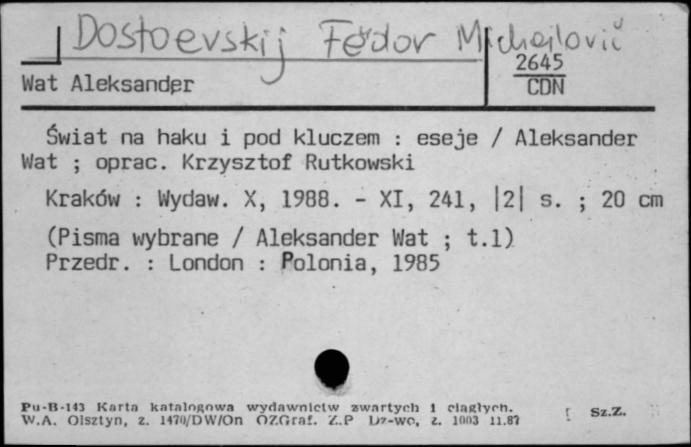 Dostoevskij Fëdor Michajlovič
2645
Wat Aleksander
CDN
Świat na haku i pod kluczem : eseje / Aleksander
Wat ; oprac. Krzysztof Rutkowski
Kraków : Wydaw. X, 1988. - XI, 241, |2| s. ; 20 cm
(Pisma wybrane / Aleksander Wat ; t.1)
Przedr. : London : Polonia, 1985
Pu-B-143 Karta katalogowa wydawnictw zwartych i ciągłych.
Sz.Z.
W.A. Olsztyn, z. 1470/DW/On OZGraf. Z.P Dz-wo, z. 1003 11.87